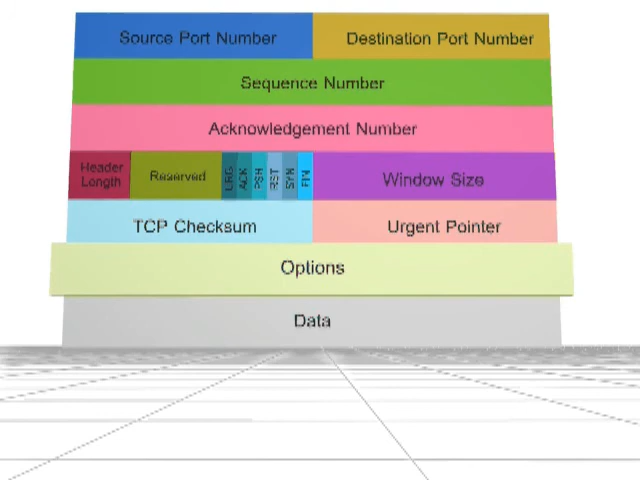 Source Port Number Destination Port Number
Sequence Number
Acknowledgement Number
Header
Length
Reserved
URG
ACK
PSH
RST
SYN
FIN
Window Size
TCP Checksum Urgent Pointer
Options
Data